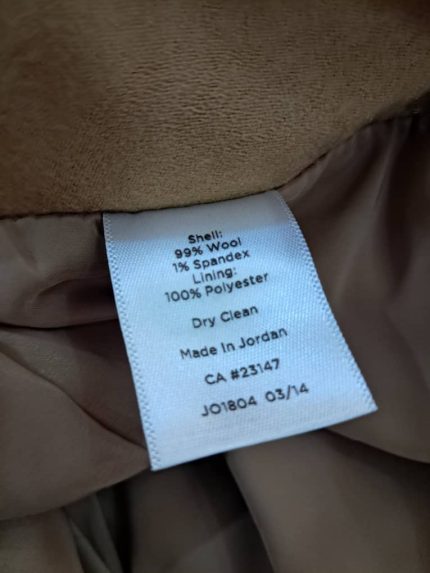 Shell:
99% Wool
1% Spandex
Lining:
100% Polyester
Dry Clean
Made In Jordan
CA #23147
JO1804 03/14